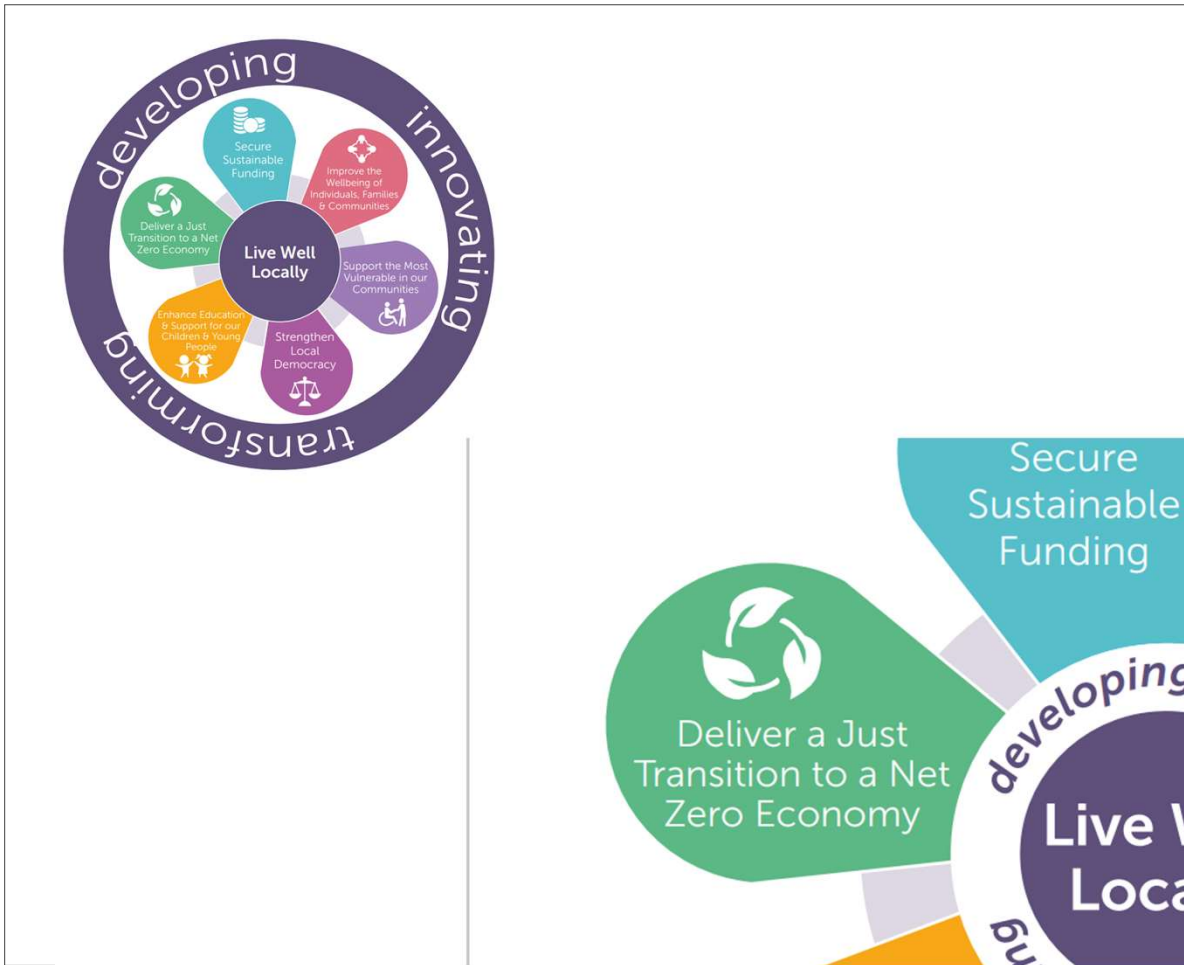 developing
innovating
transforming
Secure
Sustainable
Funding
Improve the
Wellbeing of
Individuals, Families
& Communities
Support the Most
Vulnerable in our
Communities
Strengthen
Local
Democracy
Enhance Education
& Support for our
Children & Young
People
Deliver a Just
Transition to a Net
Zero Economy
Live Well
Locally
Secure
Sustainable
Funding
Deliver a Just
Transition to a Net
Zero Economy
developing
Live